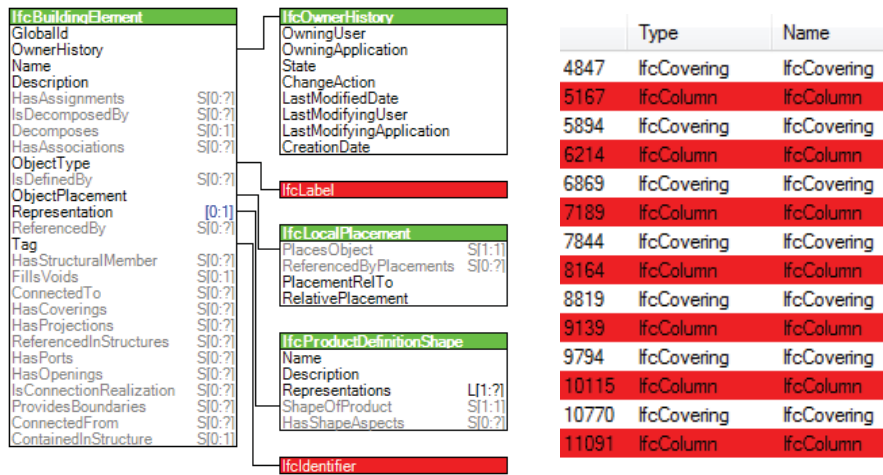 IfcBuildingElement
GlobalId
OwnerHistory
Name
Description
HasAssignments S[0:?]
IsDecomposedBy S[0:?]
Decomposes S[0:1]
HasAssociations S[0:?]
ObjectType
IsDefinedBy S[0:?]
ObjectPlacement
Representation [0:1]
ReferencedBy S[0:?]
Tag
HasStructuralMember S[0:?]
FillsVoids S[0:1]
ConnectedTo S[0:?]
HasCoverings S[0:?]
HasProjections S[0:?]
ReferencedInStructures S[0:?]
HasPorts S[0:?]
HasOpenings S[0:?]
IsConnectionRealization S[0:?]
ProvidesBoundaries S[0:?]
ConnectedFrom S[0:?]
ContainedInStructure S[0:1]
IfcOwnerHistory
OwningUser
OwningApplication
State
ChangeAction
LastModifiedDate
LastModifyingUser
LastModifyingApplication
CreationDate
IfcLabel
IfcLocalPlacement
PlacesObject S[1:1]
ReferencedByPlacements S[0:?]
PlacementRelTo
RelativePlacement
IfcProductDefinitionShape
Name
Description
Representations L[1:?]
ShapeOfProduct S[1:1]
HasShapeAspects S[0:?]
IfcIdentifier
Type Name
4847 IfcCovering IfcCovering
5167 IfcColumn IfcColumn
5894 IfcCovering IfcCovering
6214 IfcColumn IfcColumn
6869 IfcCovering IfcCovering
7189 IfcColumn IfcColumn
7844 IfcCovering IfcCovering
8164 IfcColumn IfcColumn
8819 IfcCovering IfcCovering
9139 IfcColumn IfcColumn
9794 IfcCovering IfcCovering
10115 IfcColumn IfcColumn
10770 IfcCovering IfcCovering
11091 IfcColumn IfcColumn